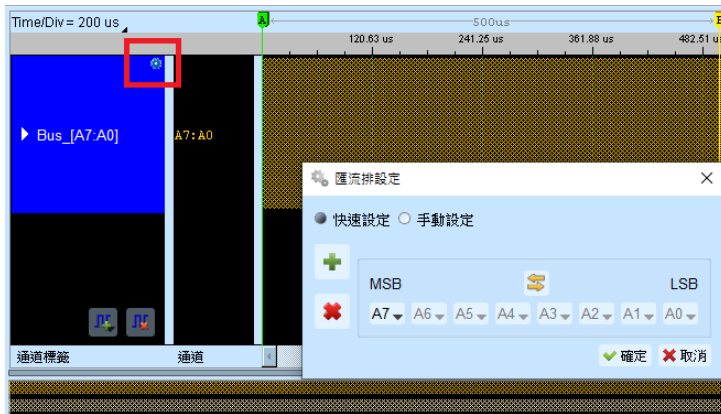 Time/Div = 200 us
A
500us
120.63 us 241.25 us 361.88 us 482.51 u
Bus_[A7:A0]
A7:A0
匯流排設定
快速設定 手動設定
MSB LSB
A7 A6 A5 A4 A3 A2 A1 A0
確定 取消
通道標籤 通道